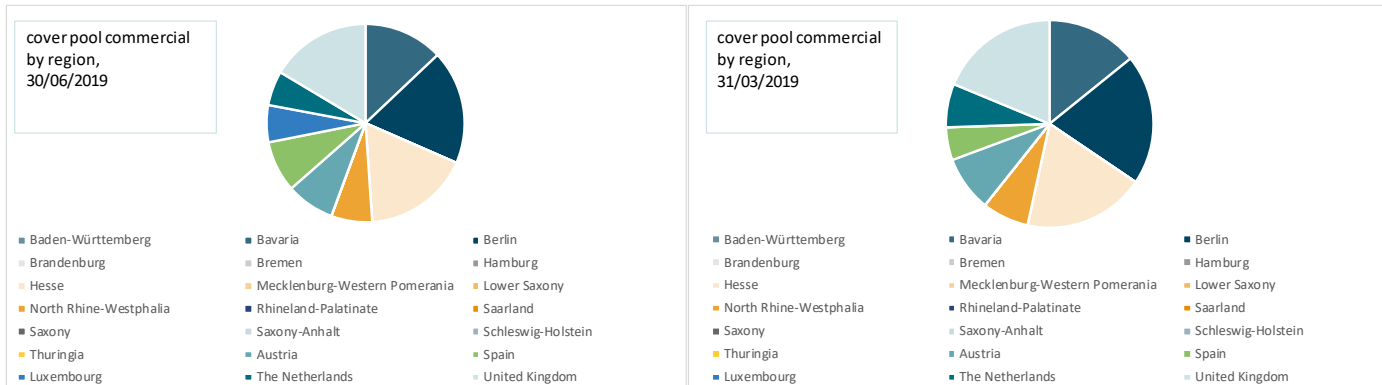 cover pool commercial
by region,
30/06/2019
Baden-Württemberg
Bavaria
Berlin
Brandenburg
Bremen
Hamburg
Hesse
Mecklenburg-Western Pomerania
Lower Saxony
North Rhine-Westphalia
Rhineland-Palatinate
Saarland
Saxony
Saxony-Anhalt
Schleswig-Holstein
Thuringia
Austria
Spain
Luxembourg
The Netherlands
United Kingdom
cover pool commercial
by region,
31/03/2019
Baden-Württemberg
Bavaria
Berlin
Brandenburg
Bremen
Hamburg
Hesse
Mecklenburg-Western Pomerania
Lower Saxony
North Rhine-Westphalia
Rhineland-Palatinate
Saarland
Saxony
Saxony-Anhalt
Schleswig-Holstein
Thuringia
Austria
Spain
Luxembourg
The Netherlands
United Kingdom